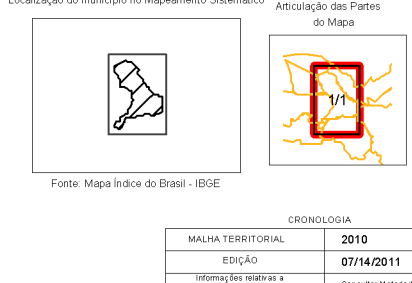 Localização do município no Mapeamento Sistemático
Articulação das Partes
do Mapa
1/1
Fonte: Mapa Índice do Brasil - IBGE
CRONOLOGIA
MALHA TERRITORIAL 2010
EDIÇÃO 07/14/2011
Informações relativas a
Consultar